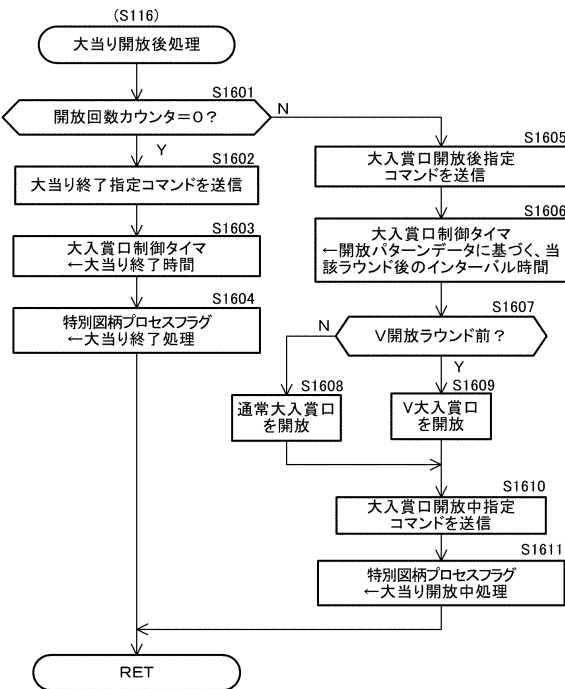 (S116)
大当り開放後処理
S1601
開放回数カウンタ=0?
N
Y
S1602
大当り終了指定コマンドを送信
S1603
大入賞口制御タイマ
←大当り終了時間
S1604
特別図柄プロセスフラグ
←大当り終了処理
S1605
大入賞口開放後指定
コマンドを送信
S1606
大入賞口制御タイマ
←開放パターンデータに基づく、当
該ラウンド後のインターバル時間
S1607
V開放ラウンド前?
N
Y
S1608
通常大入賞口
を開放
S1609
V大入賞口
を開放
S1610
大入賞口開放中指定
コマンドを送信
S1611
特別図柄プロセスフラグ
←大当り開放中処理
RET